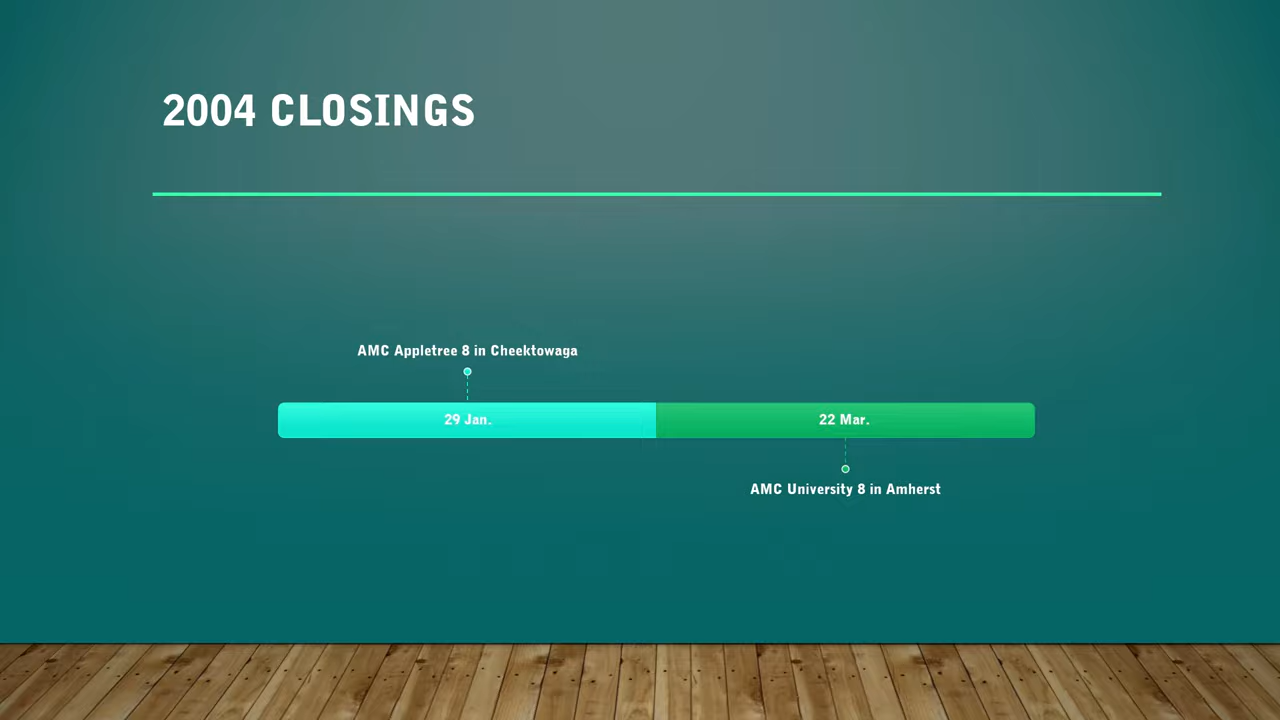 2004 CLOSINGS
AMC Appletree 8 in Cheektowaga
29 Jan.
22 Mar.
AMC University 8 in Amherst